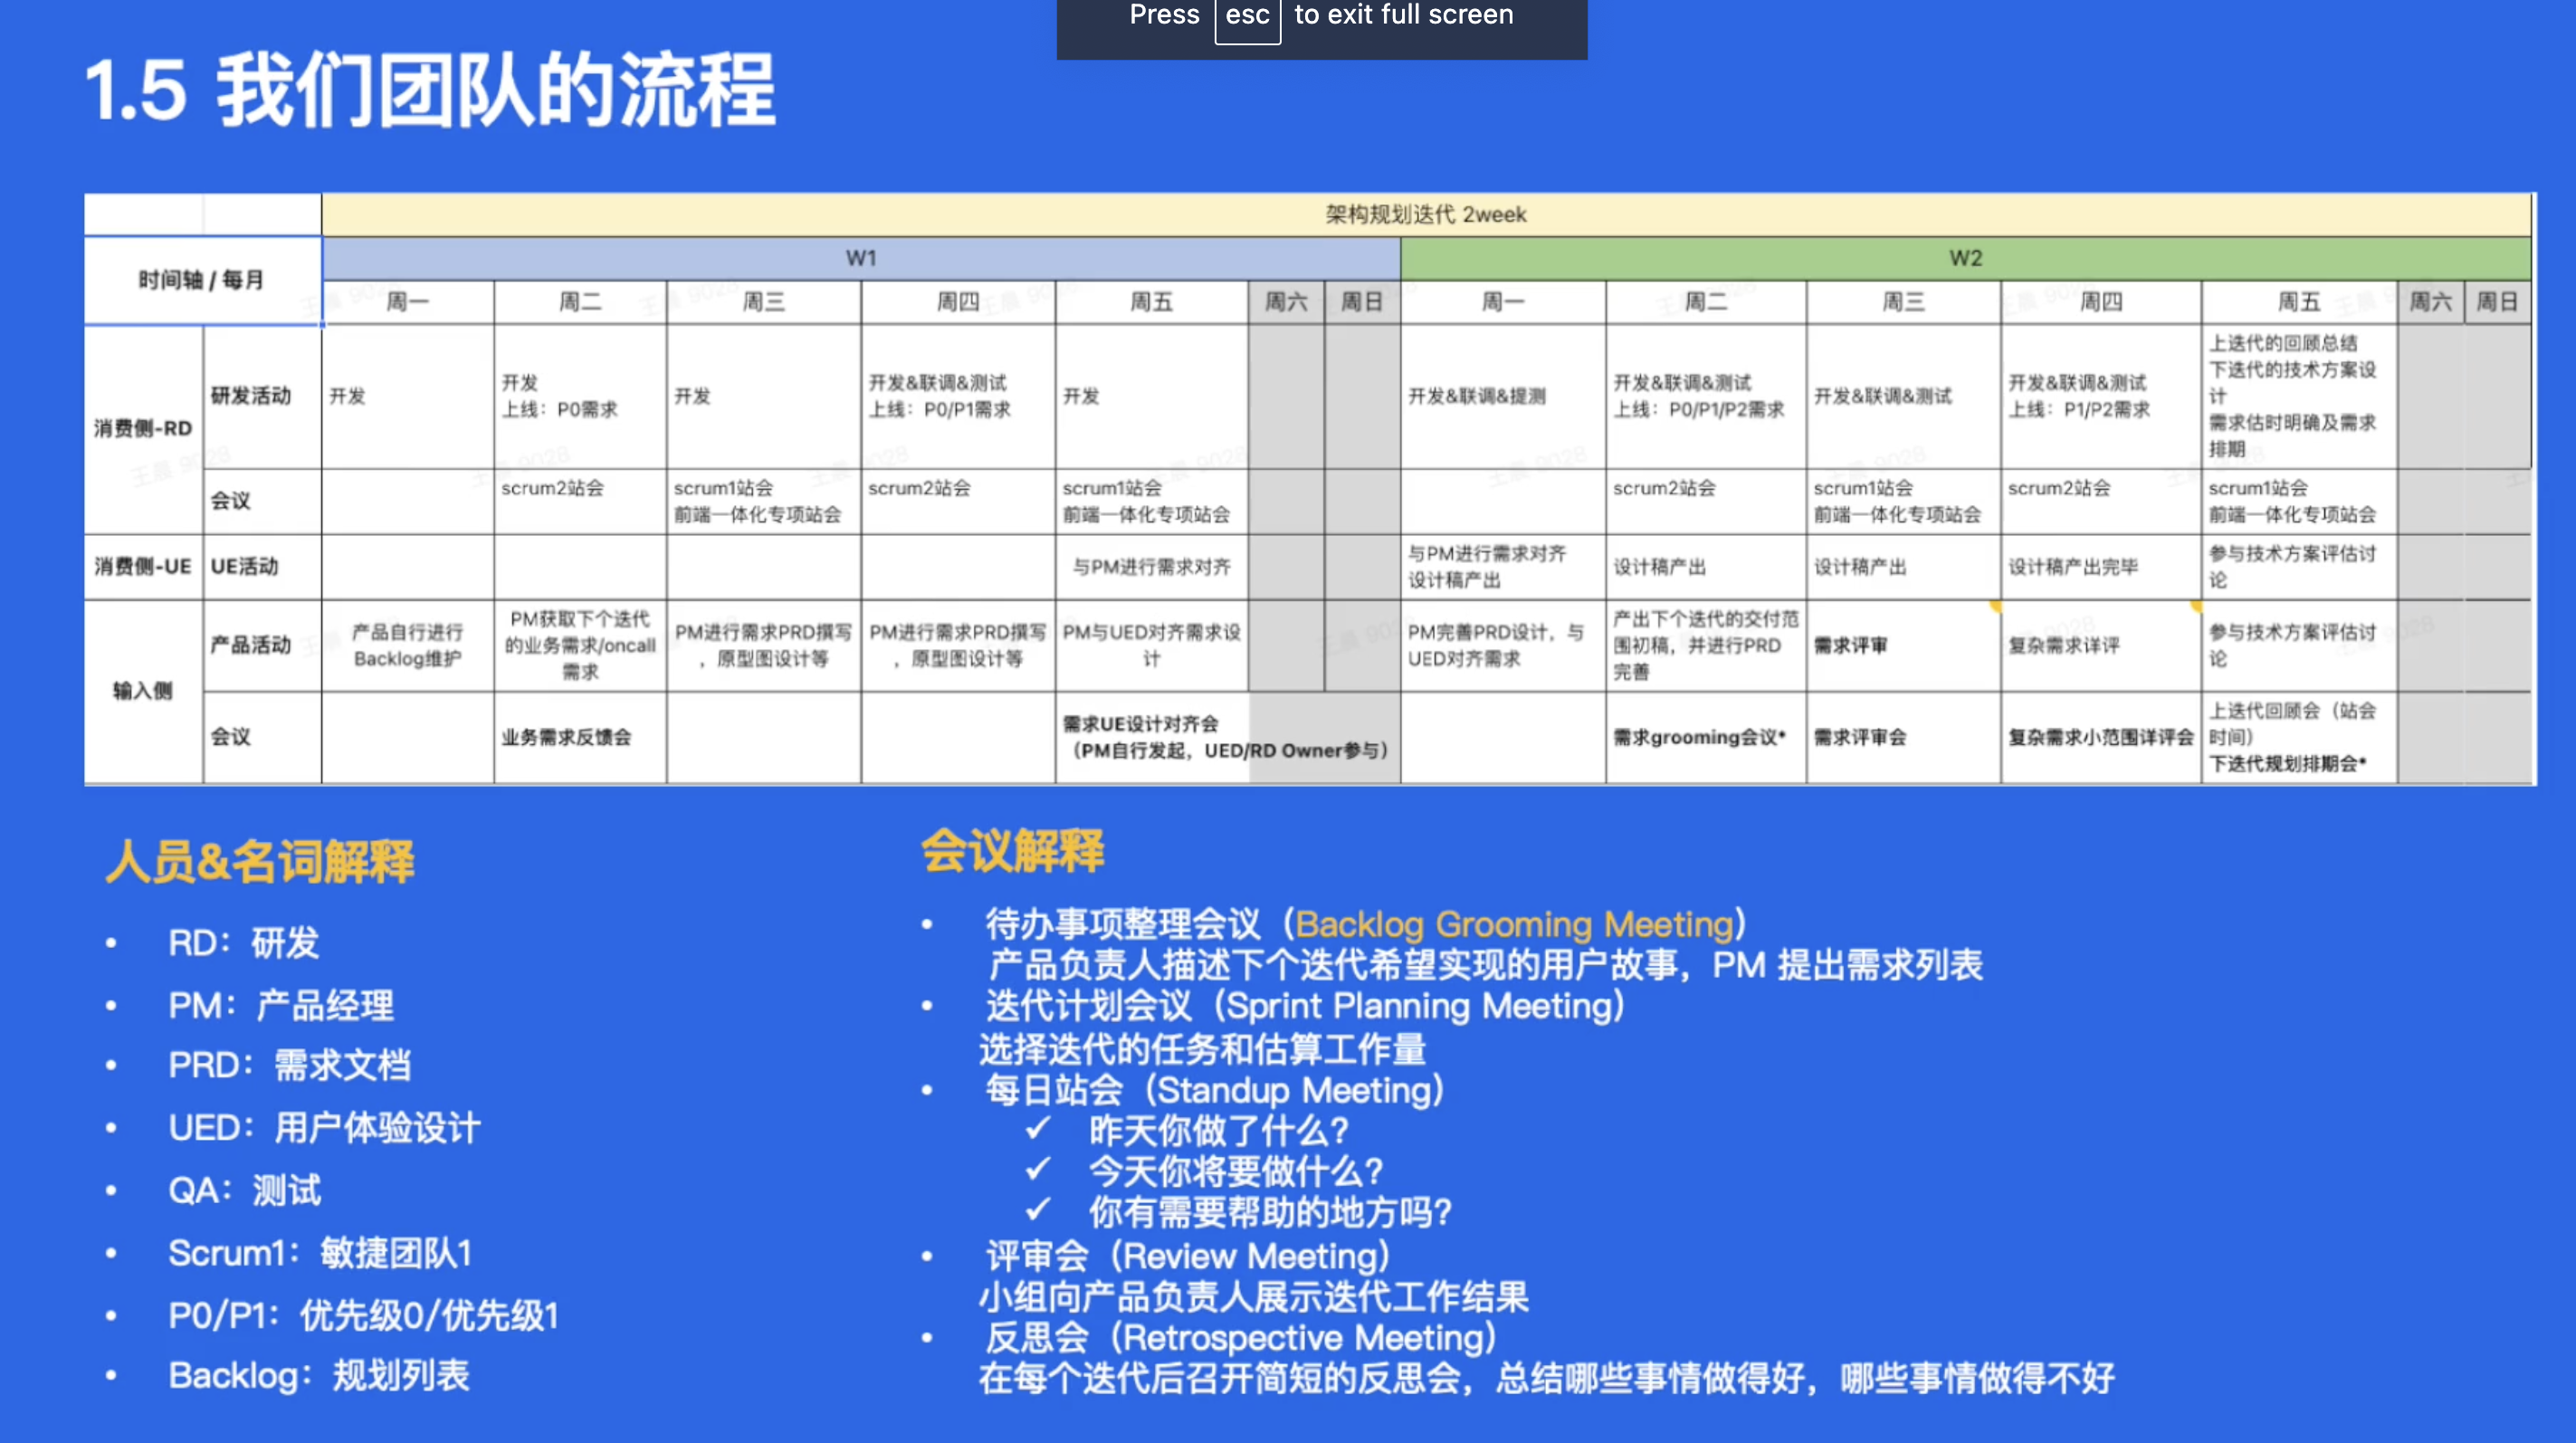 Press esc to exit full screen
1.5 我们团队的流程
架构规划迭代 2week
时间轴 / 每月
W1
W2
周一
周二
周三
周四
周五
周六
周日
周一
周二
周三
周四
周五
周六
周日
消费侧-RD
研发活动
开发
开发
上线：P0需求
开发
开发&联调&测试
上线：P0/P1需求
开发
开发&联调&提测
开发&联调&测试
上线：P0/P1/P2需求
开发&联调&测试
开发&联调&测试
上线：P1/P2需求
上迭代的回顾总结
下迭代的技术方案设
计
需求估时明确及需求
排期
会议
scrum2站会
scrum1站会
前端一体化专项站会
scrum2站会
scrum1站会
前端一体化专项站会
scrum2站会
scrum1站会
前端一体化专项站会
scrum2站会
scrum1站会
前端一体化专项站会
消费侧-UE
UE活动
与PM进行需求对齐
与PM进行需求对齐
设计稿产出
设计稿产出
设计稿产出
设计稿产出完毕
参与技术方案评估讨
论
输入侧
产品活动
产品自行进行
Backlog维护
PM获取下个迭代
的业务需求/oncall
需求
PM进行需求PRD撰写
，原型图设计等
PM进行需求PRD撰写
，原型图设计等
PM与UED对齐需求设
计
PM完善PRD设计，与
UED对齐需求
产出下个迭代的交付范
围初稿，并进行PRD
完善
需求评审
复杂需求详评
参与技术方案评估讨
论
会议
业务需求反馈会
需求UE设计对齐会
（PM自行发起，UED/RD Owner参与）
需求grooming会议*
需求评审会
复杂需求小范围详评会
上迭代回顾会（站会
时间）
下迭代规划排期会*
王晨 9028
人员&名词解释
• RD：研发
• PM：产品经理
• PRD：需求文档
• UED：用户体验设计
• QA：测试
• Scrum1：敏捷团队1
• P0/P1：优先级0/优先级1
• Backlog：规划列表
会议解释
• 待办事项整理会议（Backlog Grooming Meeting）
产品负责人描述下个迭代希望实现的用户故事，PM 提出需求列表
• 迭代计划会议（Sprint Planning Meeting）
选择迭代的任务和估算工作量
• 每日站会（Standup Meeting）
✓ 昨天你做了什么？
✓ 今天你将要做什么？
✓ 你有需要帮助的地方吗？
• 评审会（Review Meeting）
小组向产品负责人展示迭代工作结果
• 反思会（Retrospective Meeting）
在每个迭代后召开简短的反思会，总结哪些事情做得好，哪些事情做得不好